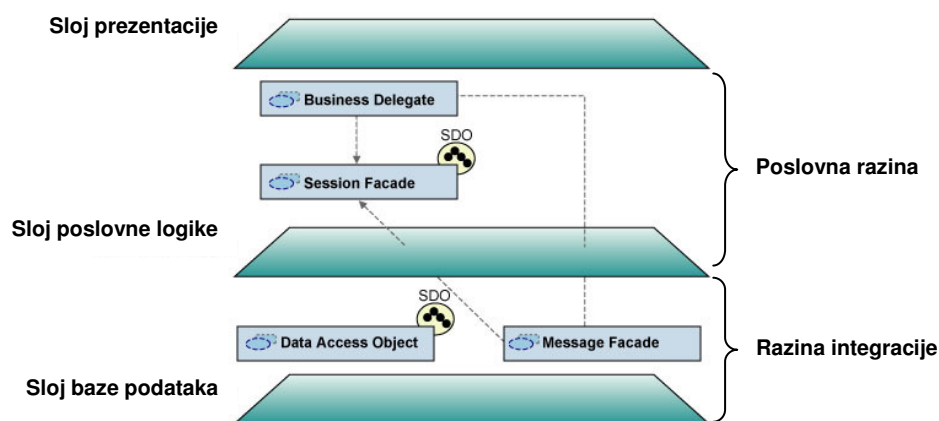 Sloj prezentacije
Business Delegate
SDO
Session Facade
Poslovna razina
Sloj poslovne logike
SDO
Data Access Object
Message Facade
Razina integracije
Sloj baze podataka